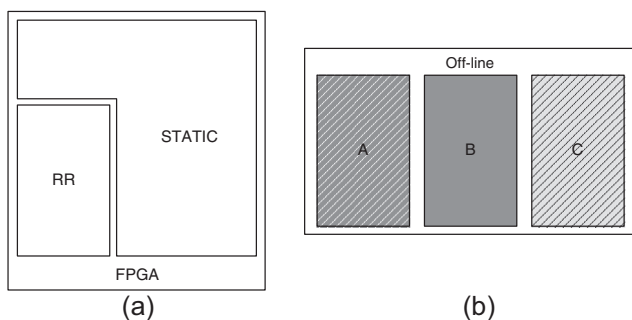 STATIC
RR
FPGA
(a)
Off-line
A B C
(b)